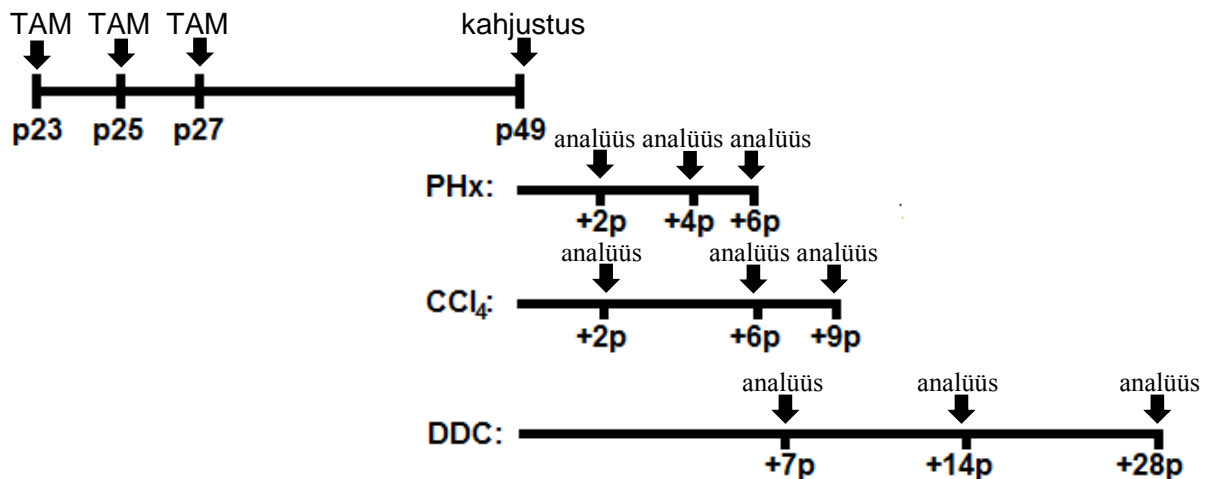 TAM TAM TAM kahjustus
p23 p25 p27 p49
analüüs analüüs analüüs
PHx:
+2p +4p +6p
analüüs analüüs analüüs
CCl₄:
+2p +6p +9p
analüüs analüüs analüüs
DDC:
+7p +14p +28p